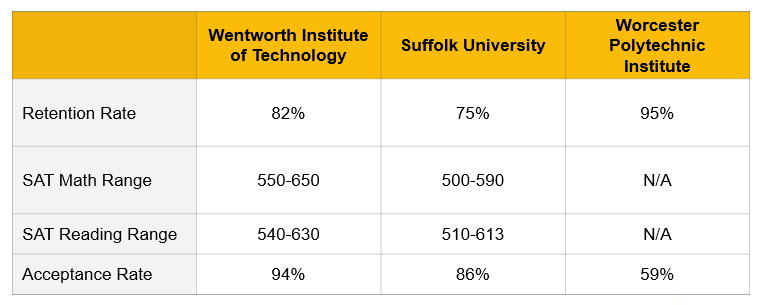 Wentworth Institute of Technology Suffolk University Worcester Polytechnic Institute
Retention Rate 82% 75% 95%
SAT Math Range 550-650 500-590 N/A
SAT Reading Range 540-630 510-613 N/A
Acceptance Rate 94% 86% 59%